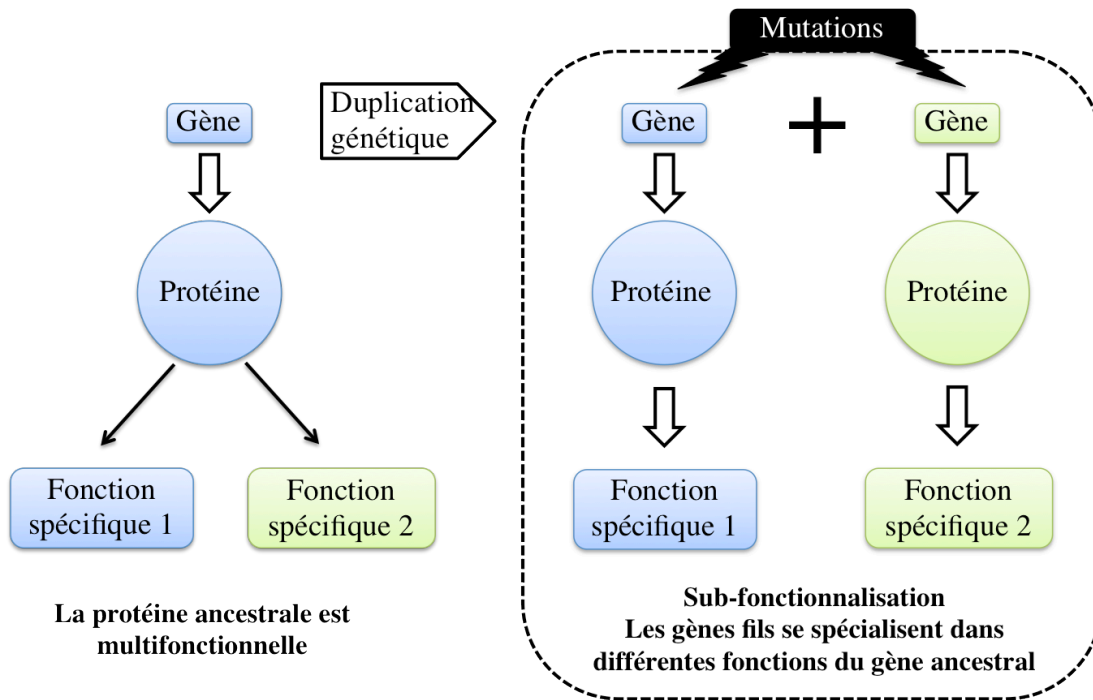 Mutations
Gène
Duplication
génétique
Gène
Gène
Protéine
Protéine
Protéine
Fonction
spécifique 1
Fonction
spécifique 2
Fonction
spécifique 1
Fonction
spécifique 2
La protéine ancestrale est
multifonctionnelle
Sub-fonctionnalisation
Les gènes fils se spécialisent dans
différentes fonctions du gène ancestral